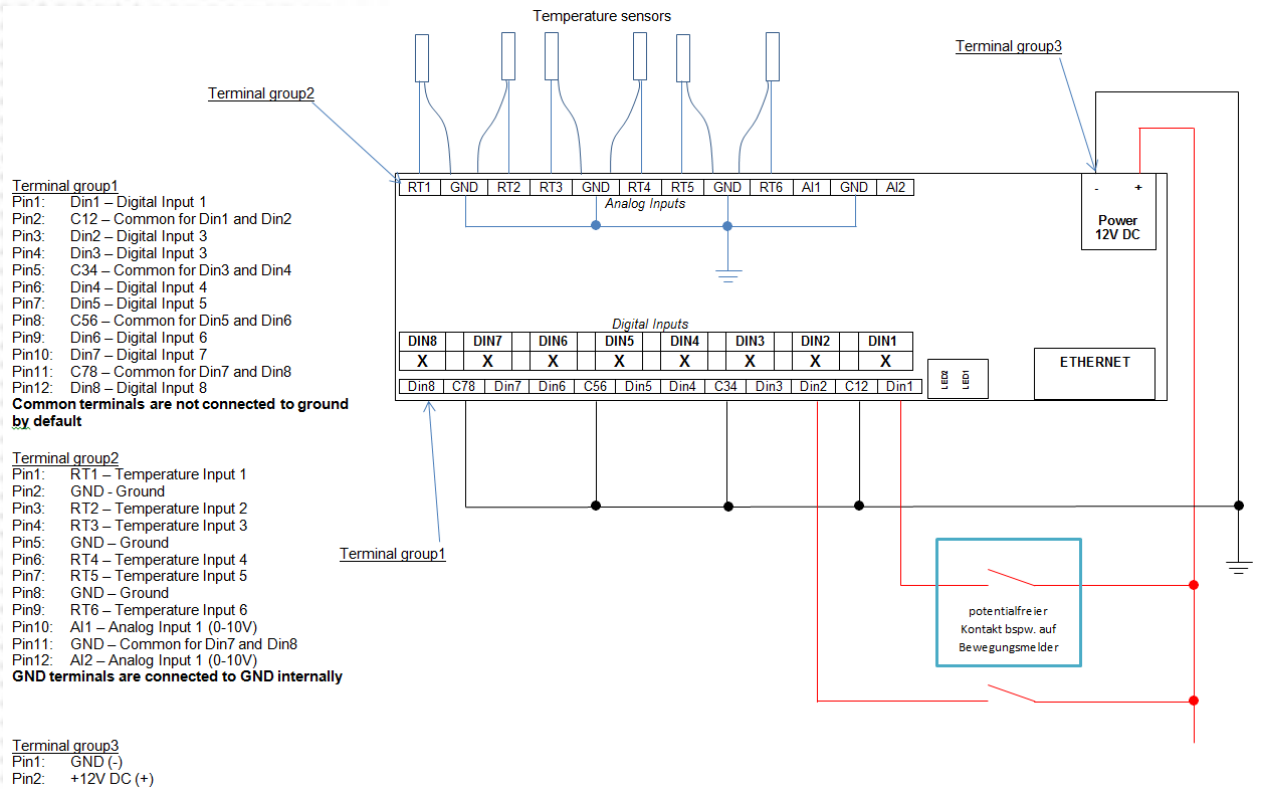 Temperature sensors
Terminal group3
Terminal group2
RT1 GND RT2 RT3 GND RT4 RT5 GND RT6 AI1 GND AI2
Analog Inputs
- +
Power
12V DC
Terminal group1
Pin1: Din1 – Digital Input 1
Pin2: C12 – Common for Din1 and Din2
Pin3: Din2 – Digital Input 3
Pin4: Din3 – Digital Input 3
Pin5: C34 – Common for Din3 and Din4
Pin6: Din4 – Digital Input 4
Pin7: Din5 – Digital Input 5
Pin8: C56 – Common for Din5 and Din6
Pin9: Din6 – Digital Input 6
Pin10: Din7 – Digital Input 7
Pin11: C78 – Common for Din7 and Din8
Pin12: Din8 – Digital Input 8
Common terminals are not connected to ground
by default
Digital Inputs
DIN8 DIN7 DIN6 DIN5 DIN4 DIN3 DIN2 DIN1
X X X X X X X X
Din8 C78 Din7 Din6 C56 Din5 Din4 C34 Din3 Din2 C12 Din1
LED2
LED1
ETHERNET
Terminal group2
Pin1: RT1 – Temperature Input 1
Pin2: GND - Ground
Pin3: RT2 – Temperature Input 2
Pin4: RT3 – Temperature Input 3
Pin5: GND – Ground
Pin6: RT4 – Temperature Input 4
Pin7: RT5 – Temperature Input 5
Pin8: GND – Ground
Pin9: RT6 – Temperature Input 6
Pin10: AI1 – Analog Input 1 (0-10V)
Pin11: GND – Common for Din7 and Din8
Pin12: AI2 – Analog Input 1 (0-10V)
GND terminals are connected to GND internally
Terminal group1
potentialfreier
Kontakt bspw. auf
Bewegungsmelder
Terminal group3
Pin1: GND (-)
Pin2: +12V DC (+)